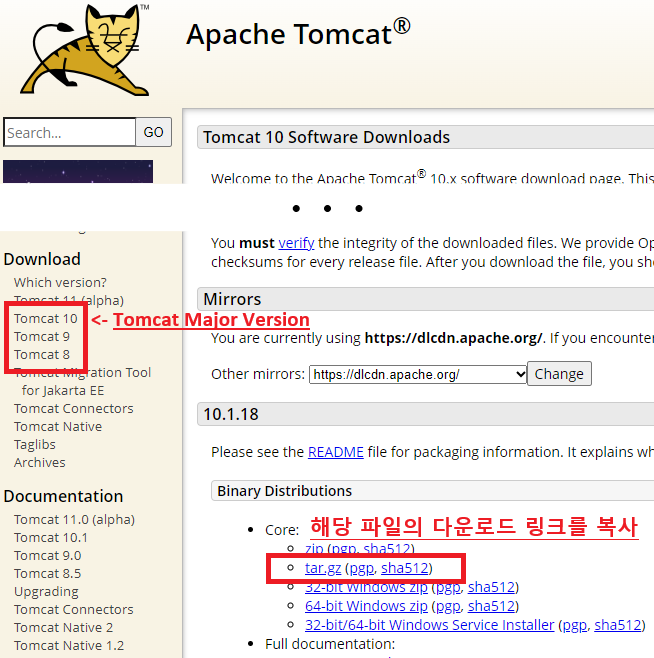 TM
Apache Tomcat®
Search...
GO
Tomcat 10 Software Downloads
Welcome to the Apache Tomcat® 10.x software download page. This
• • •
You must verify the integrity of the downloaded files. We provide Op
checksums for every release file. After you download the file, you sho
Download
Which version?
Tomcat 11 (alpha)
Tomcat 10
Tomcat 9
Tomcat 8
<- Tomcat Major Version
Tomcat Migration Tool
for Jakarta EE
Tomcat Connectors
Tomcat Native
Taglibs
Archives
Mirrors
You are currently using https://dlcdn.apache.org/. If you encounter
Other mirrors: https://dlcdn.apache.org/ Change
10.1.18
Please see the README file for packaging information. It explains wh
Binary Distributions
• Core:
해당 파일의 다운로드 링크를 복사
zip (pgp, sha512)
tar.gz (pgp, sha512)
32-bit Windows zip (pgp, sha512)
64-bit Windows zip (pgp, sha512)
32-bit/64-bit Windows Service Installer (pgp, sha512)
• Full documentation:
Documentation
Tomcat 11.0 (alpha)
Tomcat 10.1
Tomcat 9.0
Tomcat 8.5
Upgrading
Tomcat Connectors
Tomcat Native 2
Tomcat Native 1.2